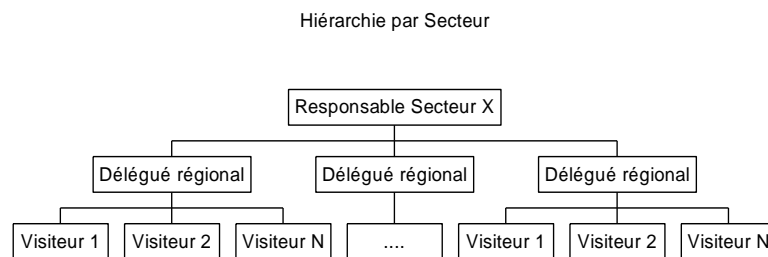 Hiérarchie par Secteur
Responsable Secteur X
Délégué régional Délégué régional Délégué régional
Visiteur 1 Visiteur 2 Visiteur N .... Visiteur 1 Visiteur 2 Visiteur N